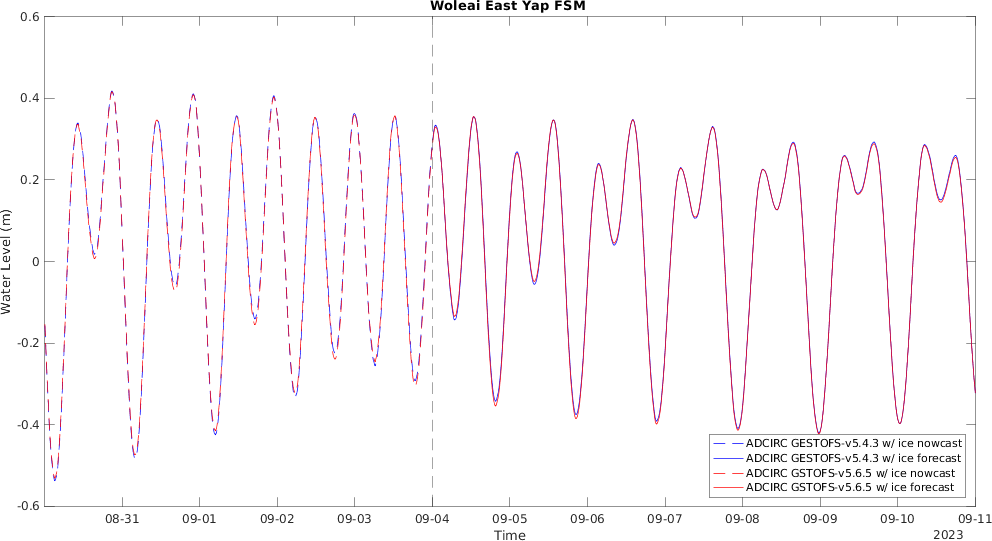 Woleai East Yap FSM
0.6
0.4
0.2
0
-0.2
-0.4
-0.6
Water Level (m)
08-31 09-01 09-02 09-03 09-04 09-05 09-06 09-07 09-08 09-09 09-10 09-11
Time
2023
ADCIRC GESTOFS-v5.4.3 w/ ice nowcast
ADCIRC GESTOFS-v5.4.3 w/ ice forecast
ADCIRC GSTOFS-v5.6.5 w/ ice nowcast
ADCIRC GSTOFS-v5.6.5 w/ ice forecast